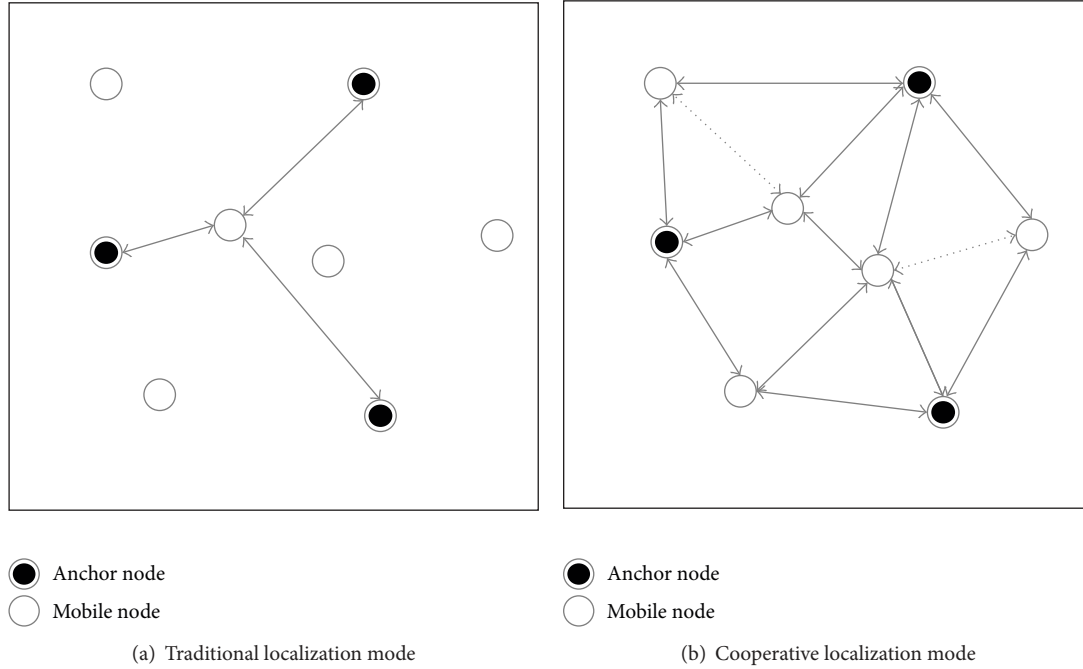 Anchor node
Mobile node
(a) Traditional localization mode
Anchor node
Mobile node
(b) Cooperative localization mode